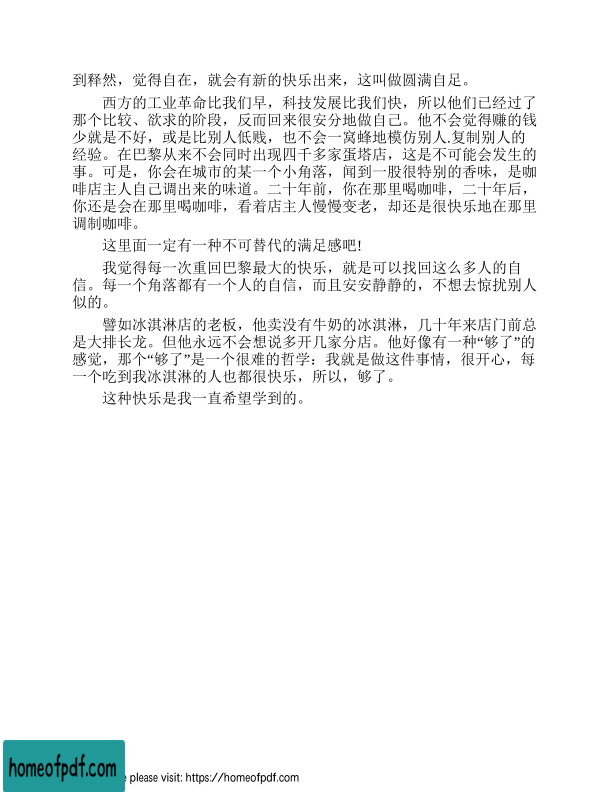 到释然，觉得自在，就会有新的快乐出来，这叫做圆满自足。
西方的工业革命比我们早，科技发展比我们快，所以他们已经过了
那个比较、欲求的阶段，反而回来很安分地做自己。他不会觉得赚的钱
少就是不好，或是比别人低贱，也不会一窝蜂地模仿别人.复制别人的
经验。在巴黎从来不会同时出现四千多家蛋塔店，这是不可能会发生的
事。可是，你会在城市的某一个小角落，闻到一股很特别的香味，是咖
啡店主人自己调出来的味道。二十年前，你在那里喝咖啡，二十年后，
你还是会在那里喝咖啡，看着店主人慢慢变老，却还是很快乐地在那里
调制咖啡。
这里面一定有一种不可替代的满足感吧!
我觉得每一次重回巴黎最大的快乐，就是可以找回这么多人的自
信。每一个角落都有一个人的自信，而且安安静静的，不想去惊扰别人
似的。
譬如冰淇淋店的老板，他卖没有牛奶的冰淇淋，几十年来店门前总
是大排长龙。但他永远不会想说多开几家分店。他好像有一种“够了”的
感觉，那个“够了”是一个很难的哲学：我就是做这件事情，很开心，每
一个吃到我冰淇淋的人也都很快乐，所以，够了。
这种快乐是我一直希望学到的。
homeofpdf.com
e please visit: https://homeofpdf.com